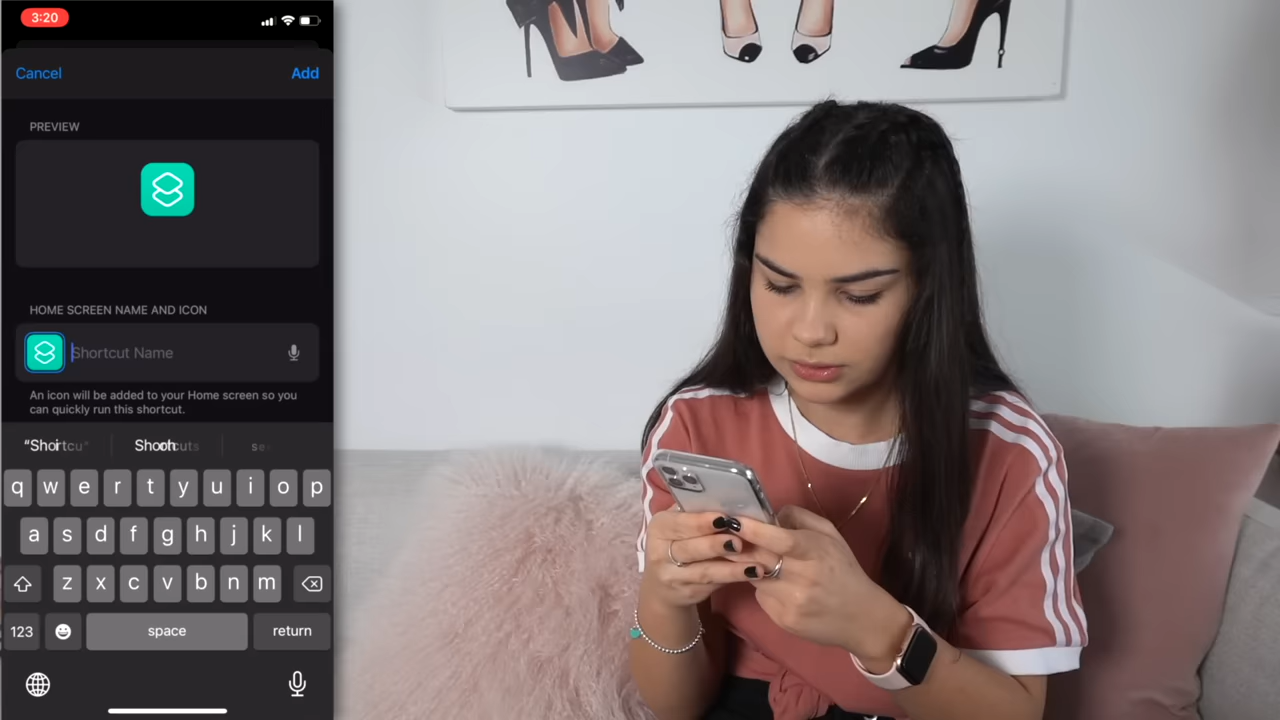 3:20
Cancel
Add
PREVIEW
HOME SCREEN NAME AND ICON
Shortcut Name
An icon will be added to your Home screen so you
can quickly run this shortcut.
q w e r t y u i o p
a s d f g h j k l
z x c v b n m
123
space
return